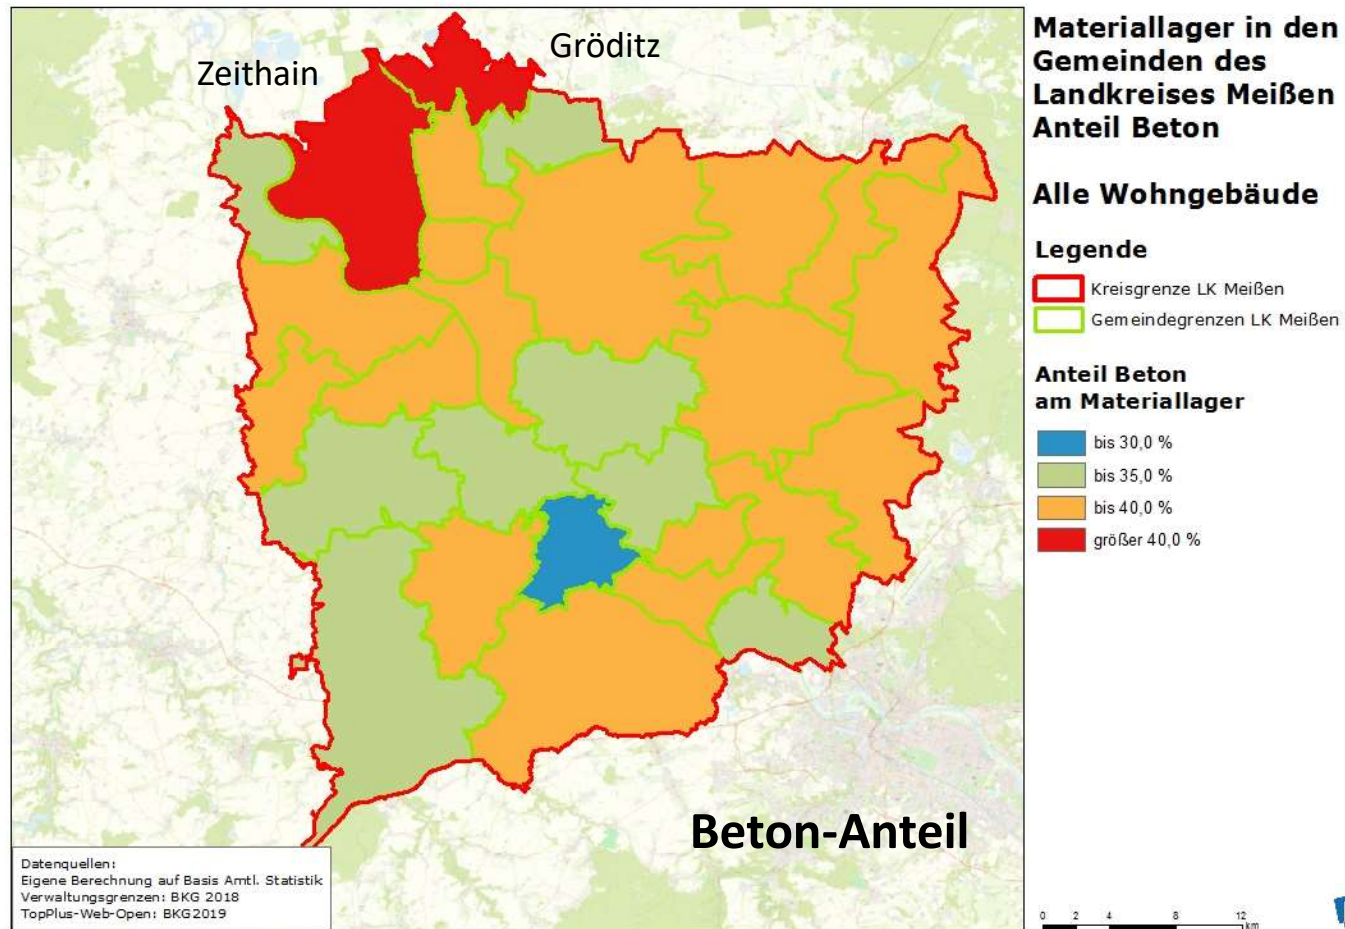 Zeithain
Gröditz
Beton-Anteil
Datenquellen:
Eigene Berechnung auf Basis Amtl. Statistik
Verwaltungsgrenzen: BKG 2018
TopPlus-Web-Open: BKG2019
Materiallager in den
Gemeinden des
Landkreises Meißen
Anteil Beton
Alle Wohngebäude
Legende
Kreisgrenze LK Meißen
Gemeindegrenzen LK Meißen
Anteil Beton
am Materiallager
bis 30,0 %
bis 35,0 %
bis 40,0 %
größer 40,0 %
0 2 4 8 12
km